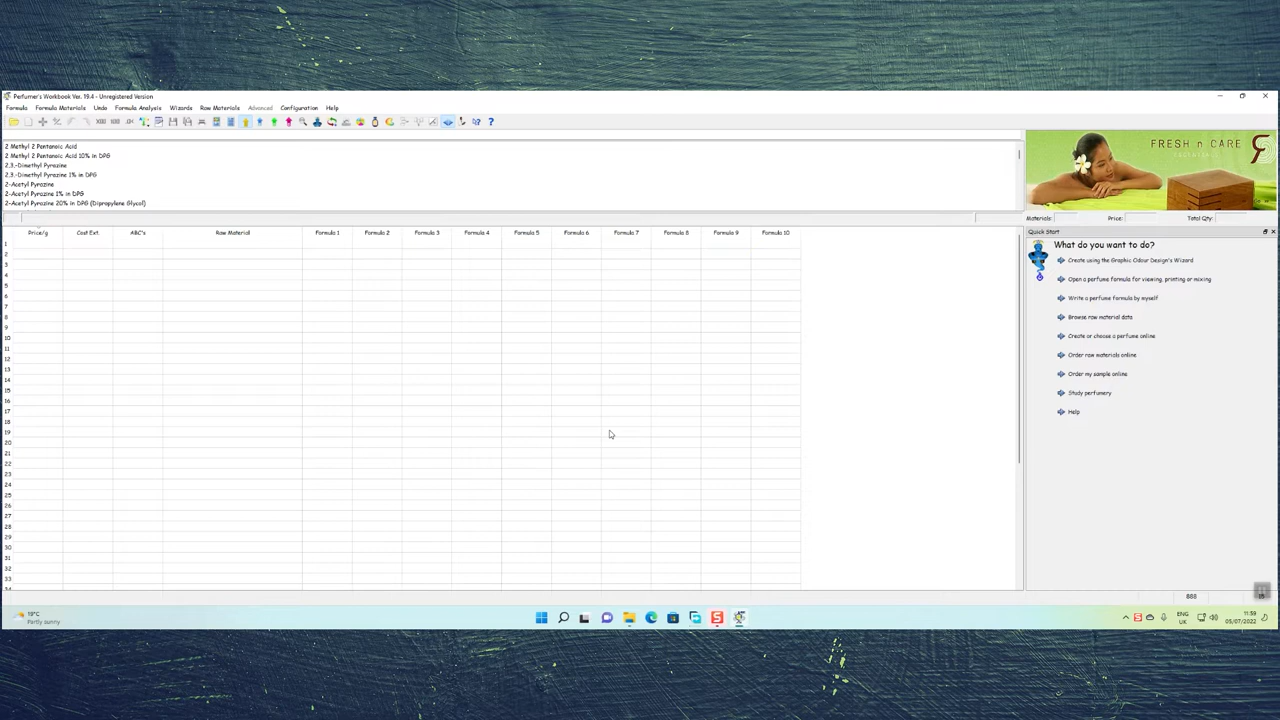 Perfumer's Workbook Ver. 19.4 - Unregistered Version
Formula Formula Materials Undo Formula Analysis Wizards Raw Materials Advanced Configuration Help
2 Methyl 2 Pentanoic Acid
2 Methyl 2 Pentanoic Acid 10% in DPG
2,3,-Dimethyl Pyrazine
2,3,-Dimethyl Pyrazine 1% in DPG
2-Acetyl Pyrazine
2-Acetyl Pyrazine 1% in DPG
2-Acetyl Pyrazine 20% in DPG (Dipropylene Glycol)
FRESH n CARE
Materials: Price: Total Qty:
Price/g Cost Ext. ABC's Raw Material Formula 1 Formula 2 Formula 3 Formula 4 Formula 5 Formula 6 Formula 7 Formula 8 Formula 9 Formula 10
1
2
3
4
5
6
7
8
9
10
11
12
13
14
15
16
17
18
19
20
21
22
23
24
25
26
27
28
29
30
31
32
33
34
Quick Start
What do you want to do?
Create using the Graphic Odour Design's Wizard
Open a perfume formula for viewing, printing or mixing
Write a perfume formula by myself
Browse raw material data
Create or choose a perfume online
Order raw materials online
Order my sample online
Study perfumery
Help
888
19°C
Partly sunny
ENG
UK
11:59
05/07/2022